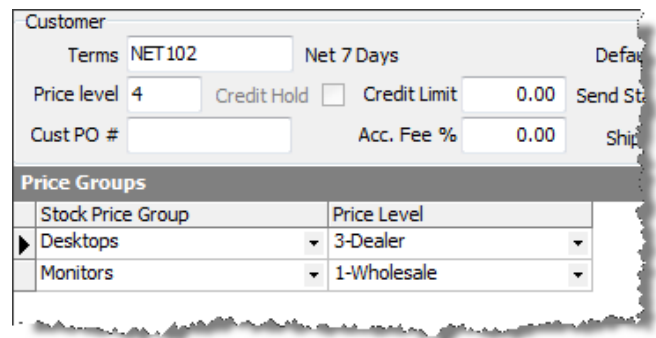 Customer
Terms NET102 Net 7 Days
Price level 4 Credit Hold Credit Limit 0.00 Send
Cust PO # Acc. Fee % 0.00
Price Groups
Stock Price Group Price Level
Desktops 3-Dealer
Monitors 1-Wholesale